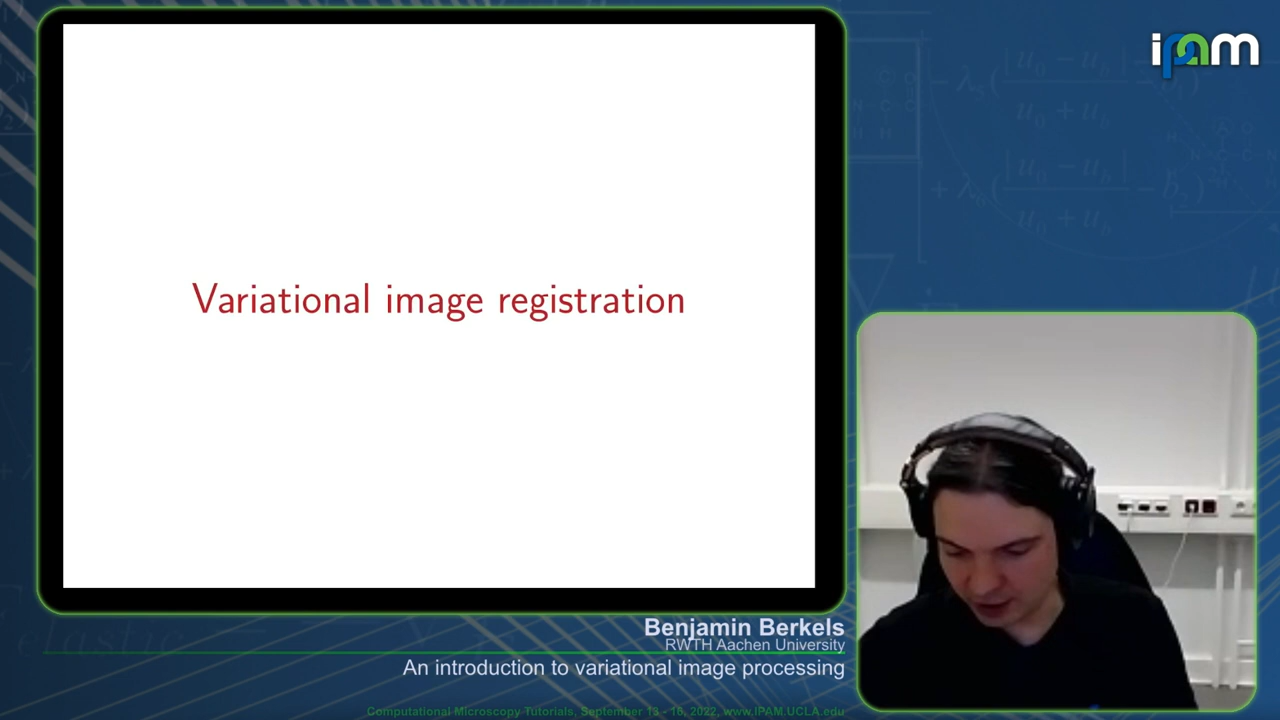 ipam
Variational image registration
Benjamin Berkels
RWTH Aachen University
An introduction to variational image processing
Computational Microscopy Tutorials, September 13 - 16, 2022, www.IPAM.UCLA.edu
elastic